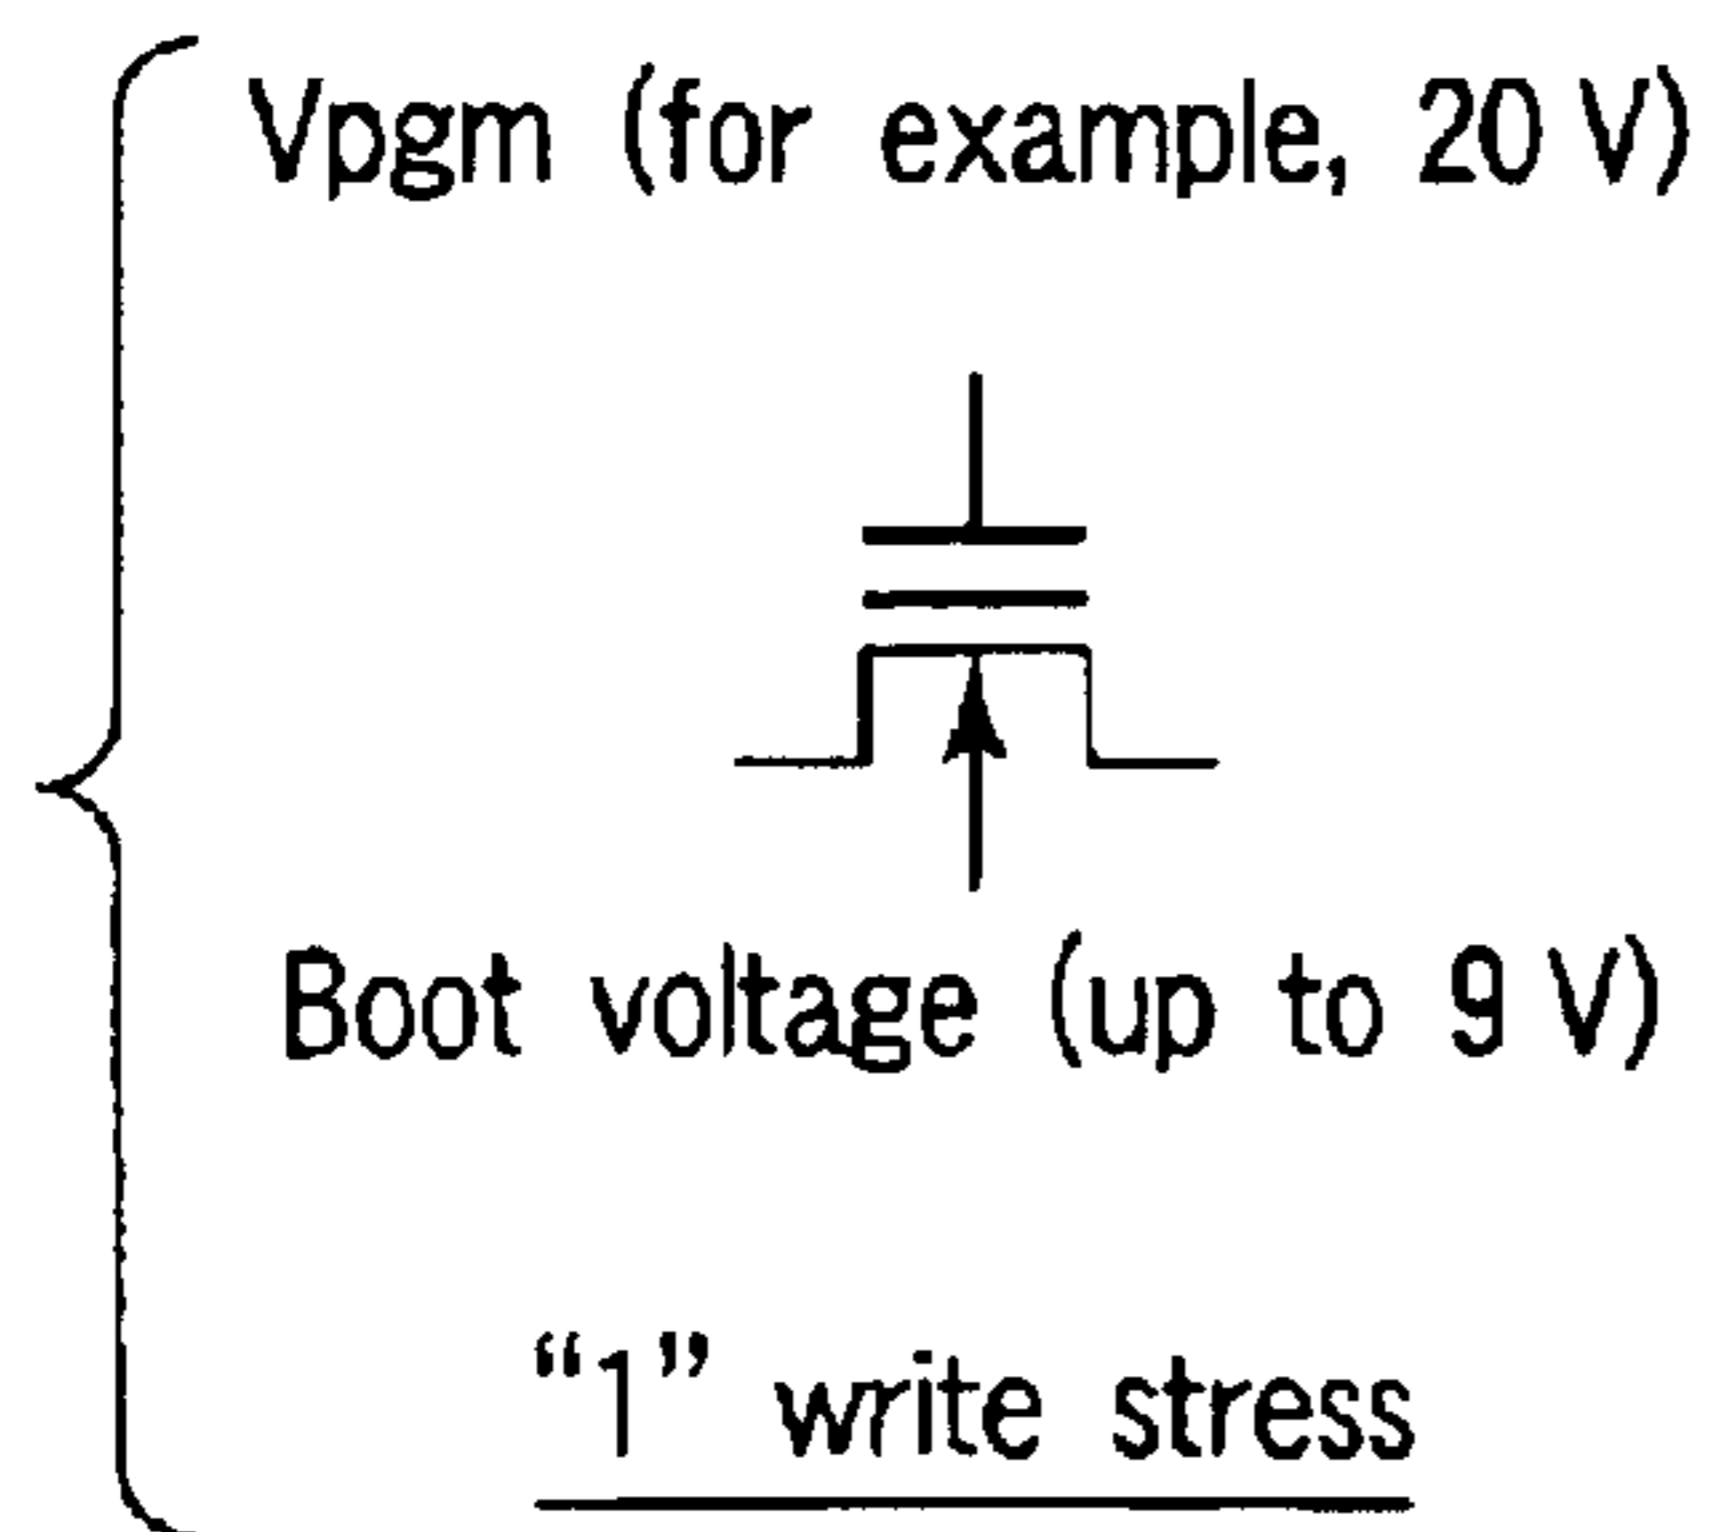 Vpgm (for example, 20 V)
Boot voltage (up to 9 V)
“1” write stress